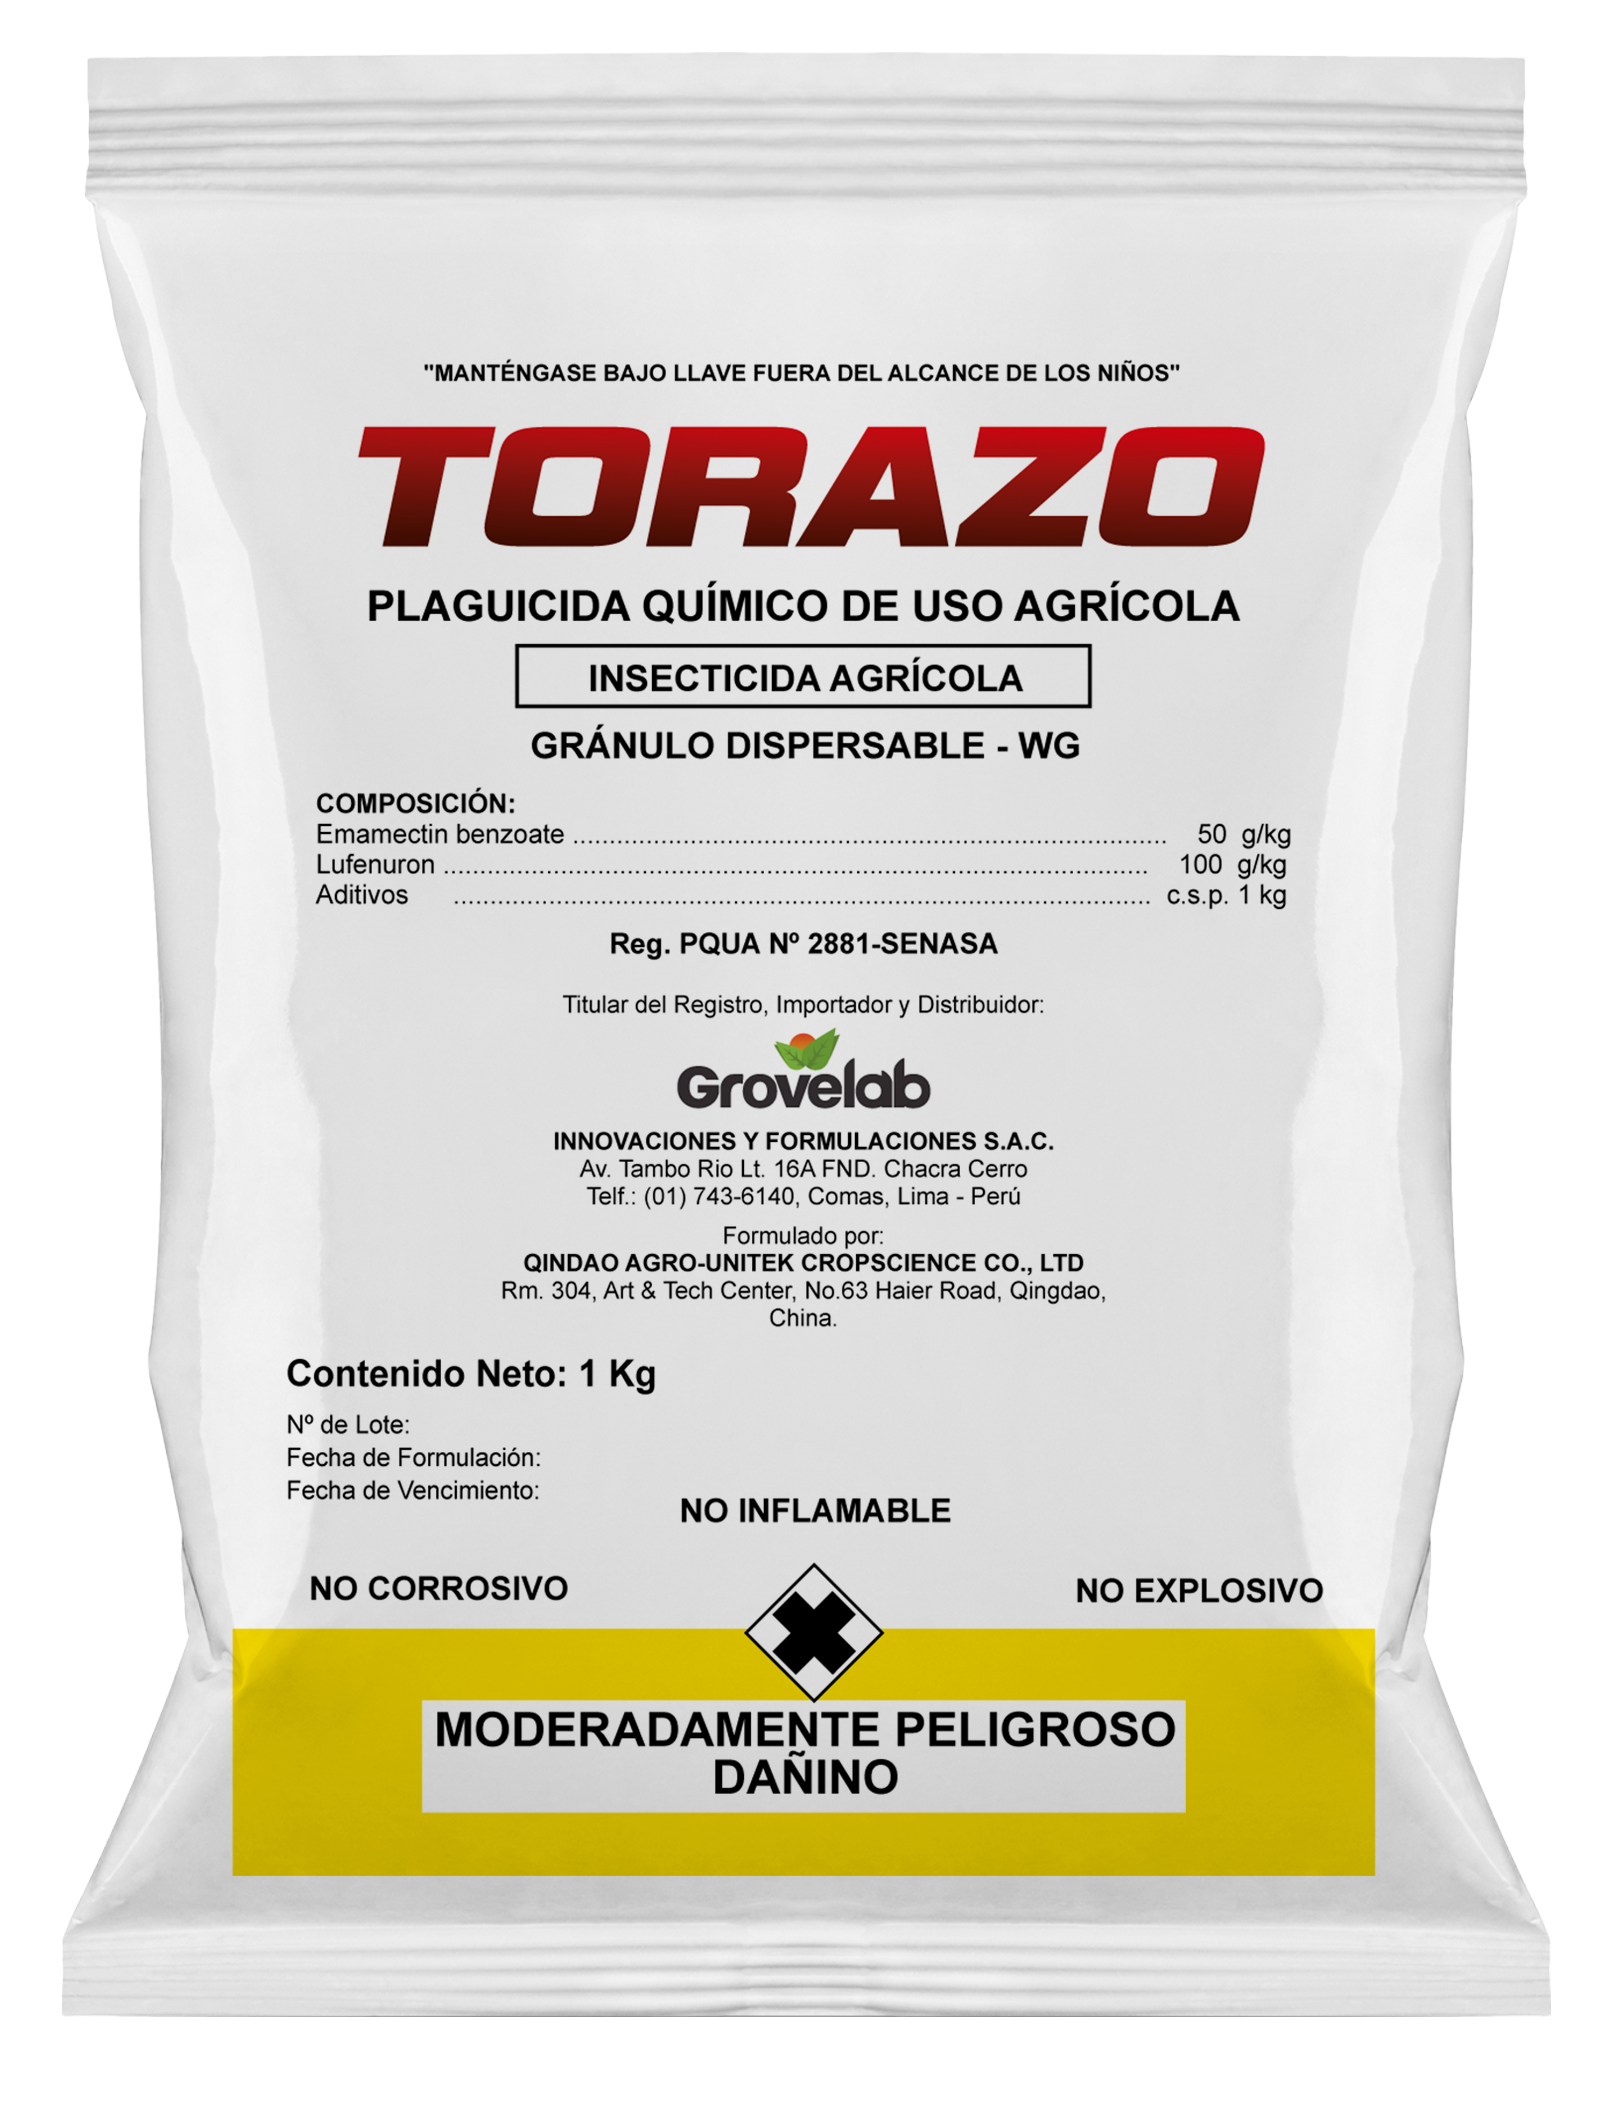 "MANTÉNGASE BAJO LLAVE FUERA DEL ALCANCE DE LOS NIÑOS"
TORAZO
PLAGUICIDA QUÍMICO DE USO AGRÍCOLA
INSECTICIDA AGRÍCOLA
GRÁNULO DISPERSABLE - WG
COMPOSICIÓN:
Emamectin benzoate ........................ 50 g/kg
Lufenuron ........................ 100 g/kg
Aditivos ........................ c.s.p. 1 kg
Reg. PQUA Nº 2881-SENASA
Titular del Registro, Importador y Distribuidor:
Grovelab
INNOVACIONES Y FORMULACIONES S.A.C.
Av. Tambo Rio Lt. 16A FND. Chacra Cerro
Telf.: (01) 743-6140, Comas, Lima - Perú
Formulado por:
QINDAO AGRO-UNITEK CROPSCIENCE CO., LTD
Rm. 304, Art & Tech Center, No.63 Haier Road, Qingdao,
China.
Contenido Neto: 1 Kg
Nº de Lote:
Fecha de Formulación:
Fecha de Vencimiento:
NO INFLAMABLE
NO CORROSIVO
NO EXPLOSIVO
MODERADAMENTE PELIGROSO
DAÑINO